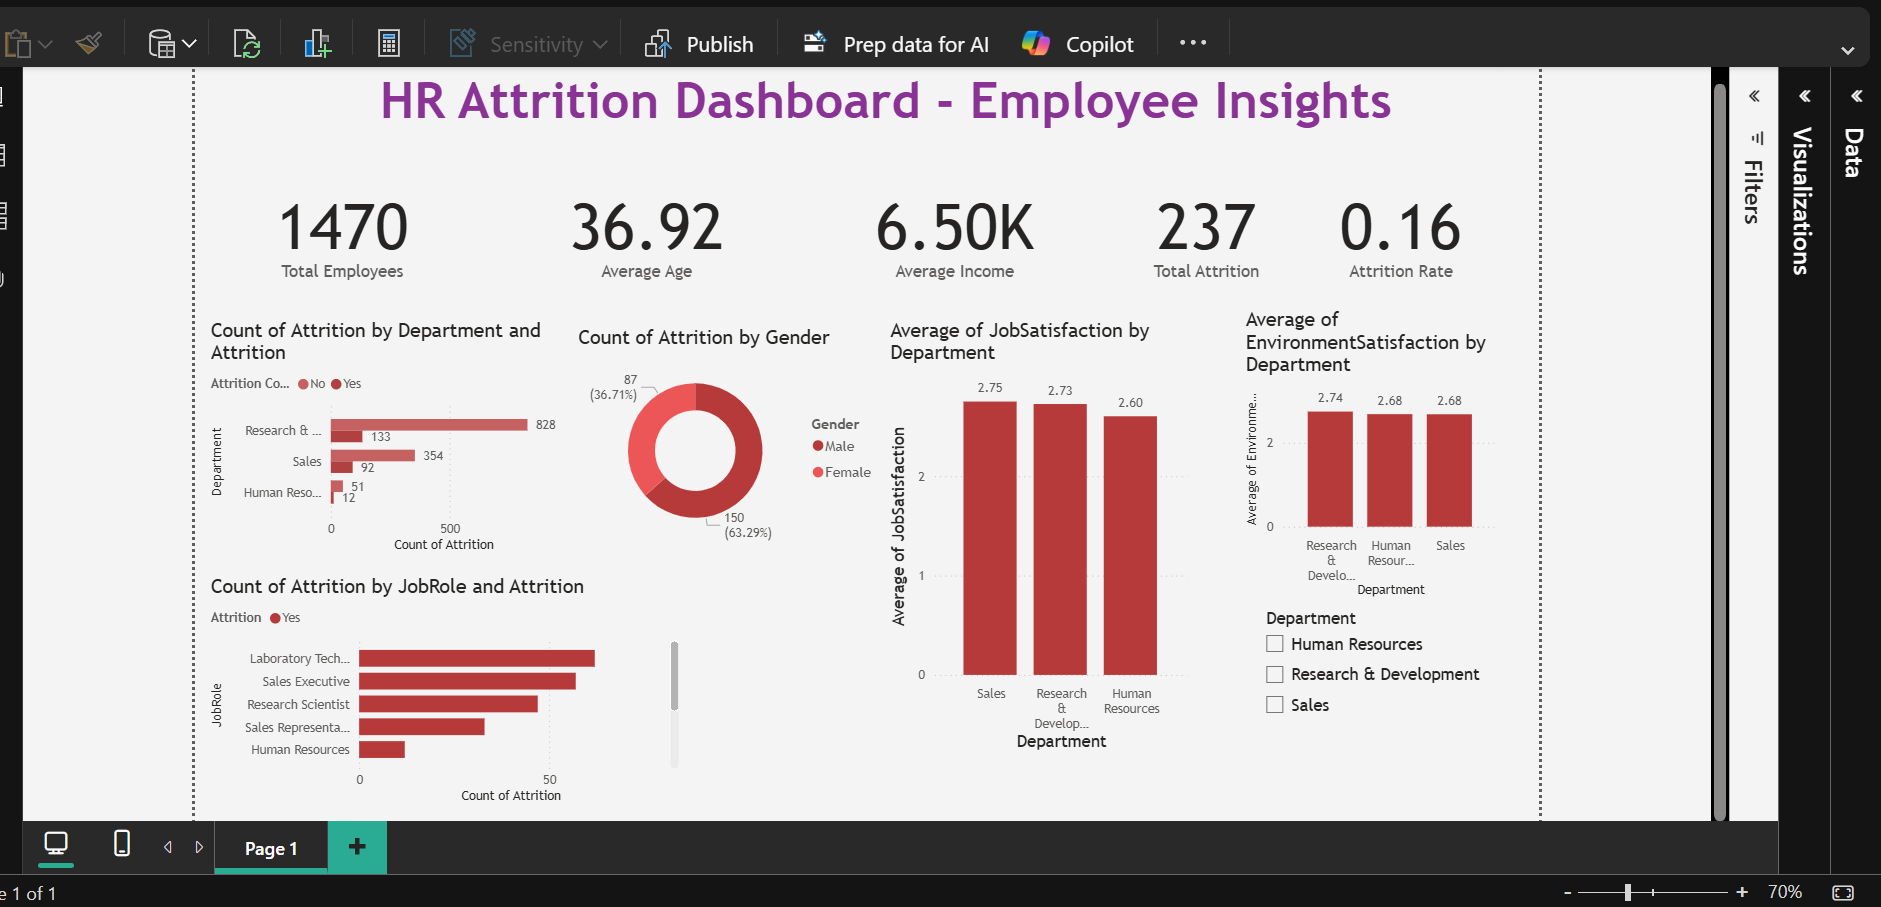 Sensitivity
Publish
Prep data for AI
Copilot
HR Attrition Dashboard - Employee Insights
1470
Total Employees
36.92
Average Age
6.50K
Average Income
237
Total Attrition
0.16
Attrition Rate
Count of Attrition by Department and
Attrition
Attrition Co... No Yes
Department
Research & ...
828
133
Sales
354
92
Human Reso...
51
12
0
500
Count of Attrition
Count of Attrition by Gender
87
(36.71%)
150
(63.29%)
Gender
Male
Female
Average of JobSatisfaction by
Department
Average of JobSatisfaction
2.75
2.73
2.60
2
1
0
Sales
Research
&
Develop...
Human
Resources
Department
Average of
EnvironmentSatisfaction by
Department
Average of Environme...
2.74
2.68
2.68
2
0
Research
&
Develo...
Human
Resour...
Sales
Department
Department
Human Resources
Research & Development
Sales
Count of Attrition by JobRole and Attrition
Attrition Yes
JobRole
Laboratory Tech...
Sales Executive
Research Scientist
Sales Representa...
Human Resources
0
50
Count of Attrition
Filters
Visualizations
Data
Page 1
e 1 of 1
- + 70%